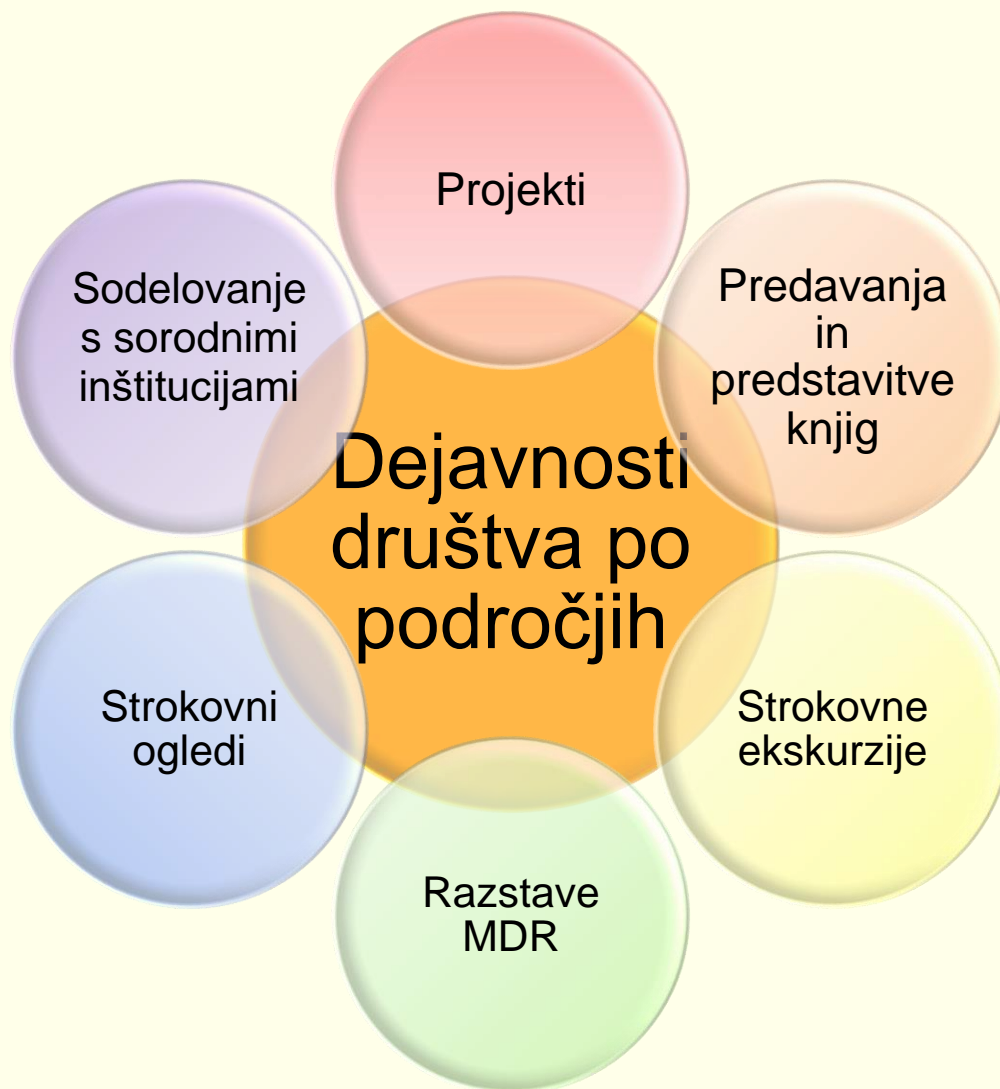 Projekti
Sodelovanje
s sorodnimi
inštitucijami
Predavanja
in
predstavitve
knjig
Dejavnosti
društva po
področjih
Strokovni
ogledi
Strokovne
ekskurzije
Razstave
MDR